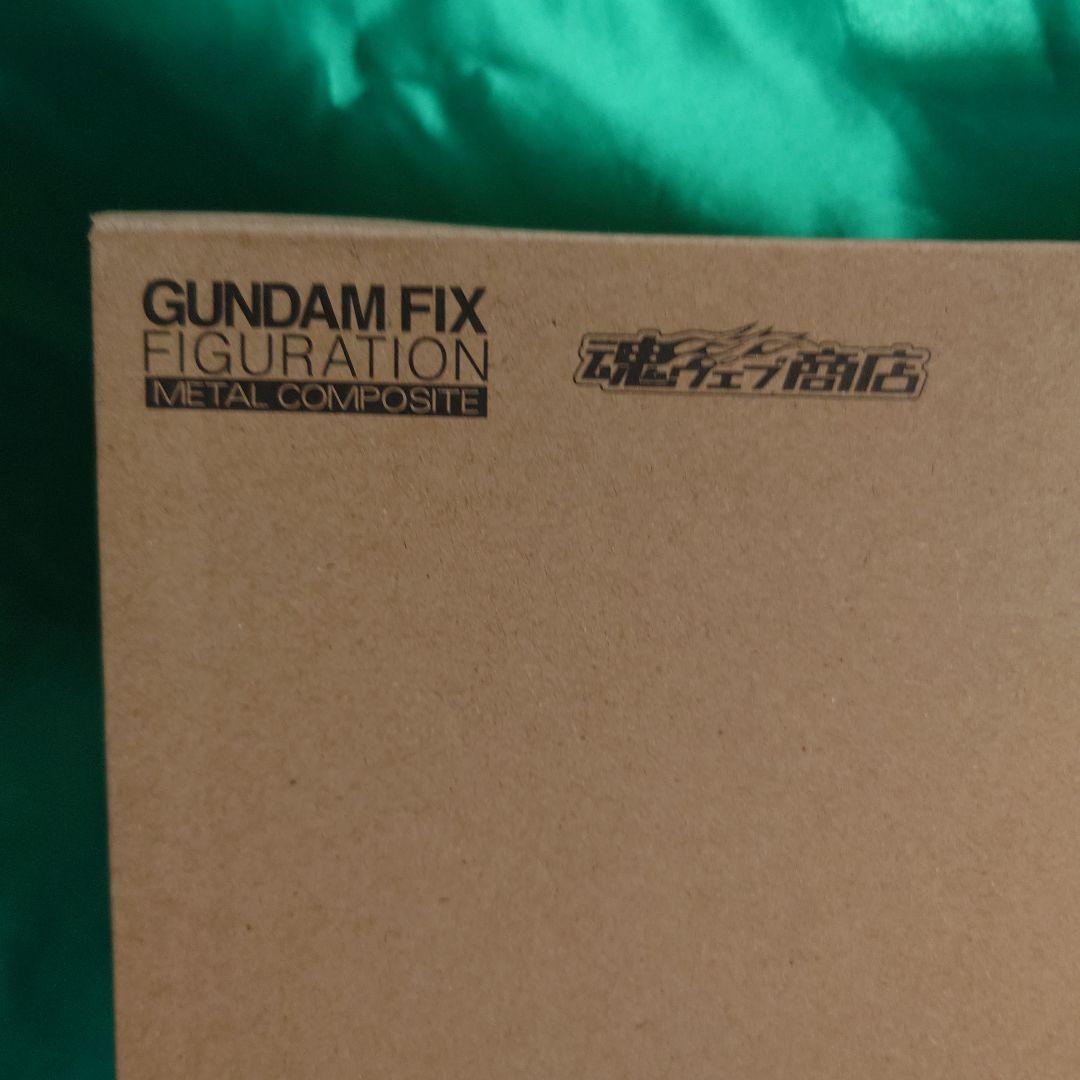 GUNDAM FIX
FIGURATION
METAL COMPOSITE
魂ウェブ商店